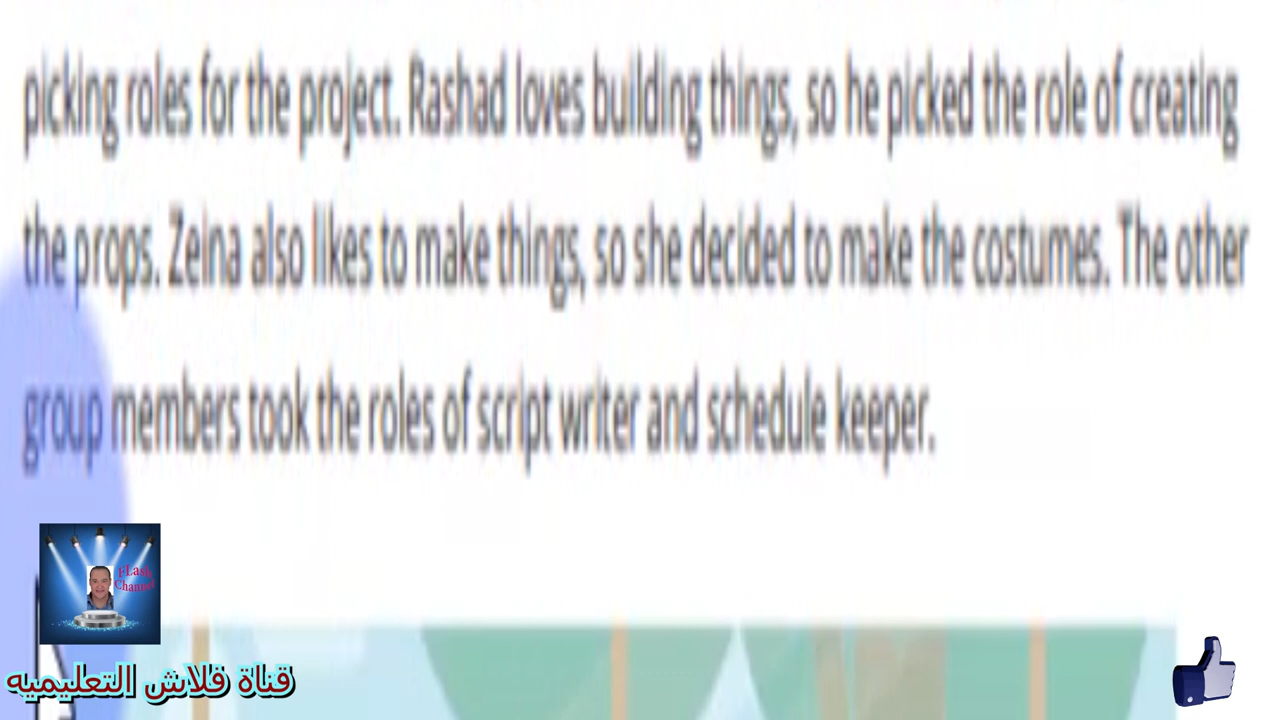 picking roles for the project. Rashad loves building things, so he picked the role of creating
the props. Zeina also likes to make things, so she decided to make the costumes. The other
group members took the roles of script writer and schedule keeper.
FLash
Channel
قناة فلاش التعليميه